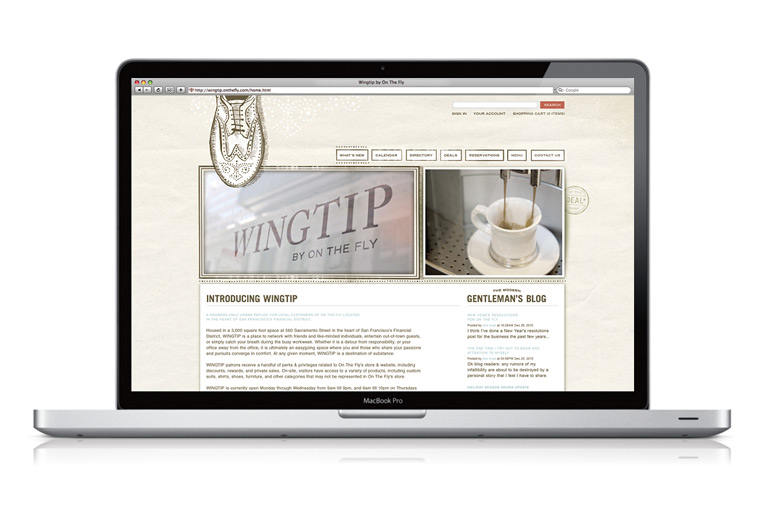 Wingtip by On The Fly
http://wingtip.onthefly.com/home.html
Google
SEARCH
SIGN IN YOUR ACCOUNT SHOPPING CART (0 ITEMS)
WHAT'S NEW CALENDAR DIRECTORY DEALS RESERVATIONS MENU CONTACT US
WINGTIP
BY ON THE FLY
DEAL
INTRODUCING WINGTIP
A MEMBERS-ONLY URBAN REFUGE FOR LOYAL CUSTOMERS OF ON THE FLY LOCATED
IN THE HEART OF SAN FRANCISCO'S FINANCIAL DISTRICT.
Housed in a 3,000 square foot space at 560 Sacramento Street in the heart of San Francisco's Financial
District, WINGTIP is a place to network with friends and like-minded individuals, entertain out-of-town guests,
or simply catch your breath during the busy workweek. Whether it is a detour from responsibility, or your
office away from the office, it is ultimately an easygoing space where you and those who share your passions
and pursuits converge in comfort. At any given moment, WINGTIP is a destination of substance.
WINGTIP patrons receive a handful of perks & privileges related to On The Fly's store & website, including
discounts, rewards, and private sales. On-site, visitors have access to a variety of products, including custom
suits, shirts, shoes, furniture, and other categories that may not be represented in On The Fly's store.
WINGTIP is currently open Monday through Wednesday from 9am till 9pm, and 9am till 10pm on Thursdays
THE MODERN
GENTLEMAN'S BLOG
NEW YEAR'S RESOLUTIONS
FOR ON THE FLY
Posted by at 10:28AM Dec 28, 2010
I think I've done a New Year's resolutions
post for the business the past few years...
Posted by at 03:55PM Dec 23, 2010
Oh blog readers: any rumors of my
infallibility are about to be destroyed by a
personal story that I feel I have to share.
HOLIDAY SEASON HOURS UPDATE
MacBook Pro